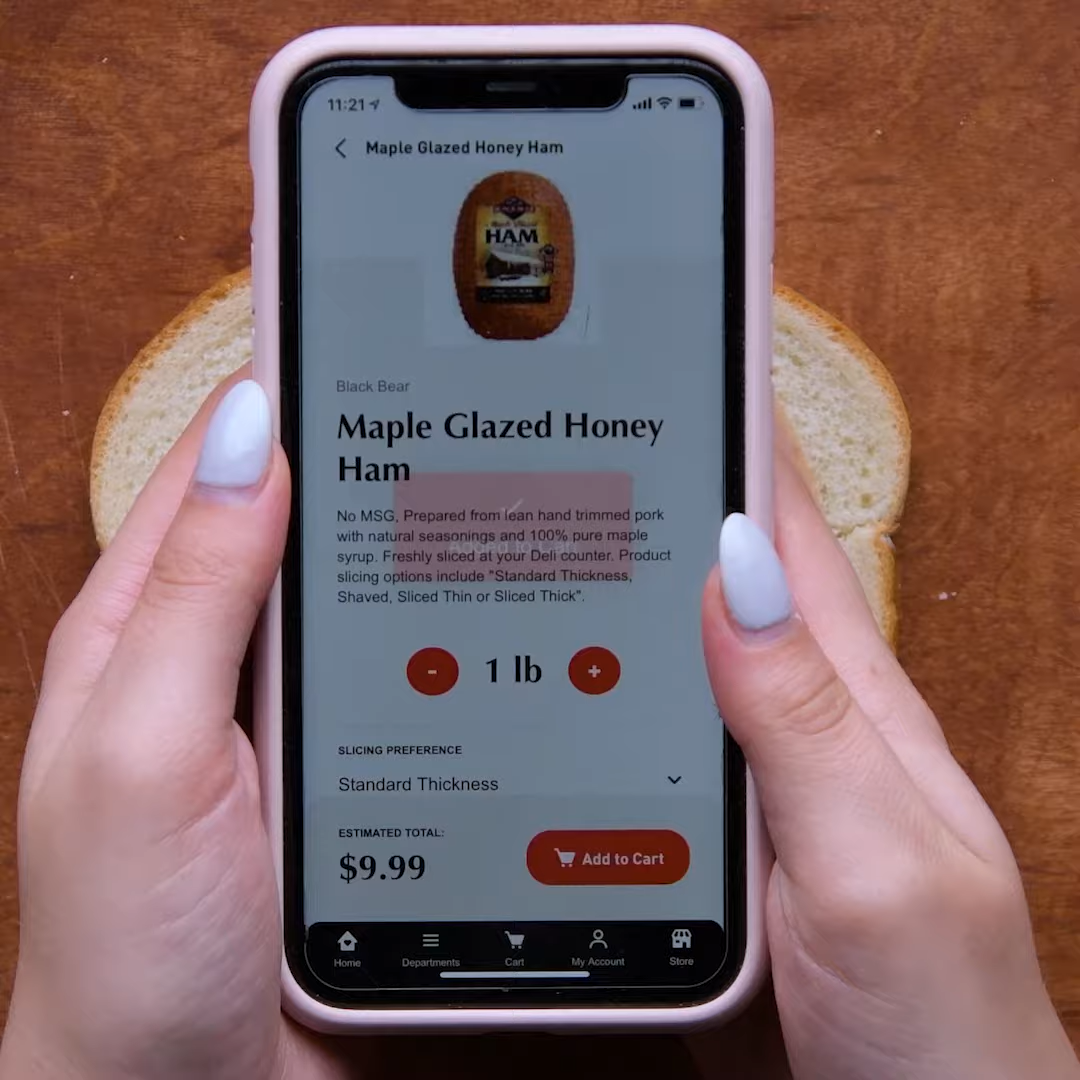 11:21
Maple Glazed Honey Ham
HAM
Black Bear
Maple Glazed Honey
Ham
No MSG, Prepared from lean hand trimmed pork
with natural seasonings and 100% pure maple
syrup. Freshly sliced at your Deli counter. Product
slicing options include "Standard Thickness,
Shaved, Sliced Thin or Sliced Thick".
Added to Cart
- 1 lb +
SLICING PREFERENCE
Standard Thickness
ESTIMATED TOTAL:
$9.99
Add to Cart
Home Departments Cart My Account Store